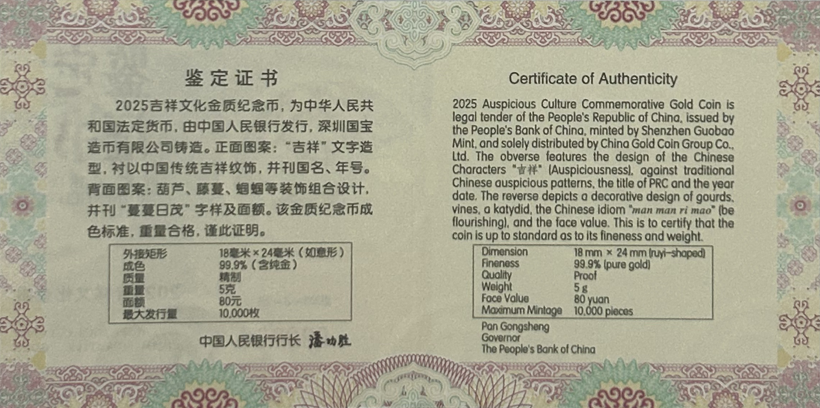 鉴定证书
2025吉祥文化金质纪念币，为中华人民共
和国法定货币，由中国人民银行发行，深圳国宝
造币有限公司铸造。正面图案：“吉祥”文字造
型，衬以中国传统吉祥纹饰，并刊国名、年号。
背面图案：葫芦、藤蔓、蝈蝈等装饰组合设计，
并刊“蔓蔓日茂”字样及面额。该金质纪念币成
色标准，重量合格，谨此证明。
外接矩形 18毫米×24毫米（如意形）
成色 99.9%（含纯金）
质量 精制
重量 5克
面额 80元
最大发行量 10,000枚
中国人民银行行长 潘功胜
Certificate of Authenticity
2025 Auspicious Culture Commemorative Gold Coin is
legal tender of the People's Republic of China, issued by
the People's Bank of China, minted by Shenzhen Guobao
Mint, and solely distributed by China Gold Coin Group Co.,
Ltd. The obverse features the design of the Chinese
Characters "吉祥" (Auspiciousness), against traditional
Chinese auspicious patterns, the title of PRC and the year
date. The reverse depicts a decorative design of gourds,
vines, a katydid, the Chinese idiom "man man ri mao" (be
flourishing), and the face value. This is to certify that the
coin is up to standard as to its fineness and weight.
Dimension 18 mm × 24 mm (ruyi-shaped)
Fineness 99.9% (pure gold)
Quality Proof
Weight 5 g
Face Value 80 yuan
Maximum Mintage 10,000 pieces
Pan Gongsheng
Governor
The People's Bank of China